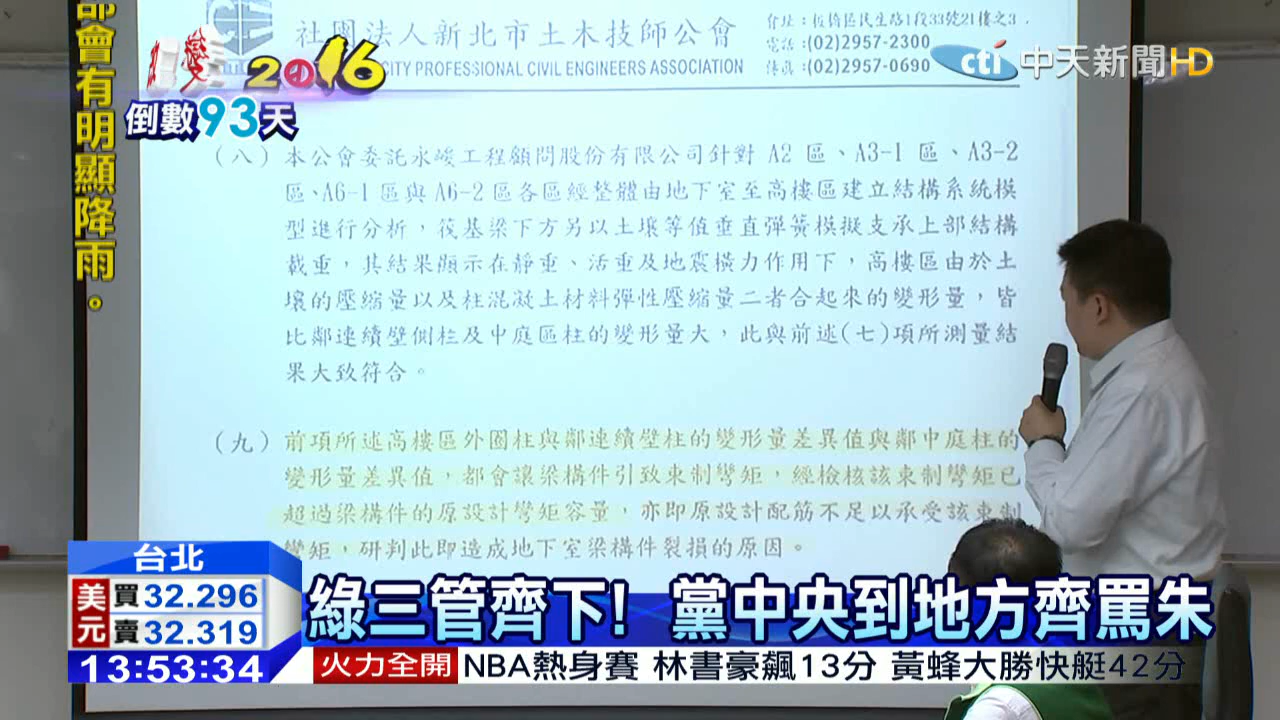 都會有明顯降雨。
社團法人新北市土木技師公會
CITY PROFESSIONAL CIVIL ENGINEERS ASSOCIATION
會址：板橋區民生路1段33號21樓之3
電話：(02)2957-2300
傳真：(02)2957-0690
cti 中天新聞HD
變2016
倒數93天
（八）本公會委託永峻工程顧問股份有限公司針對 A2 區、A3-1 區、A3-2
區、A6-1 區與 A6-2 區各區經整體由地下室至高樓區建立結構系統模
型進行分析，筏基梁下方另以土壤等值垂直彈簧模擬支承上部結構
載重，其結果顯示在靜重、活重及地震橫力作用下，高樓區由於土
壤的壓縮量以及柱混凝土材料彈性壓縮量二者合起來的變形量，皆
比鄰連續壁側柱及中庭區柱的變形量大，此與前述(七)項所測量結
果大致符合。
（九）前項所述高樓區外圈柱與鄰連續壁柱的變形量差異值與鄰中庭柱的
變形量差異值，都會讓梁構件引致束制彎矩，經檢核該束制彎矩已
超過梁構件的原設計彎矩容量，亦即原設計配筋不足以承受該束制
彎矩，研判此即造成地下室梁構件裂損的原因。
台北
美元
買32.296
賣32.319
13:53:34
綠三管齊下! 黨中央到地方齊罵朱
火力全開 NBA熱身賽 林書豪飆13分 黃蜂大勝快艇42分